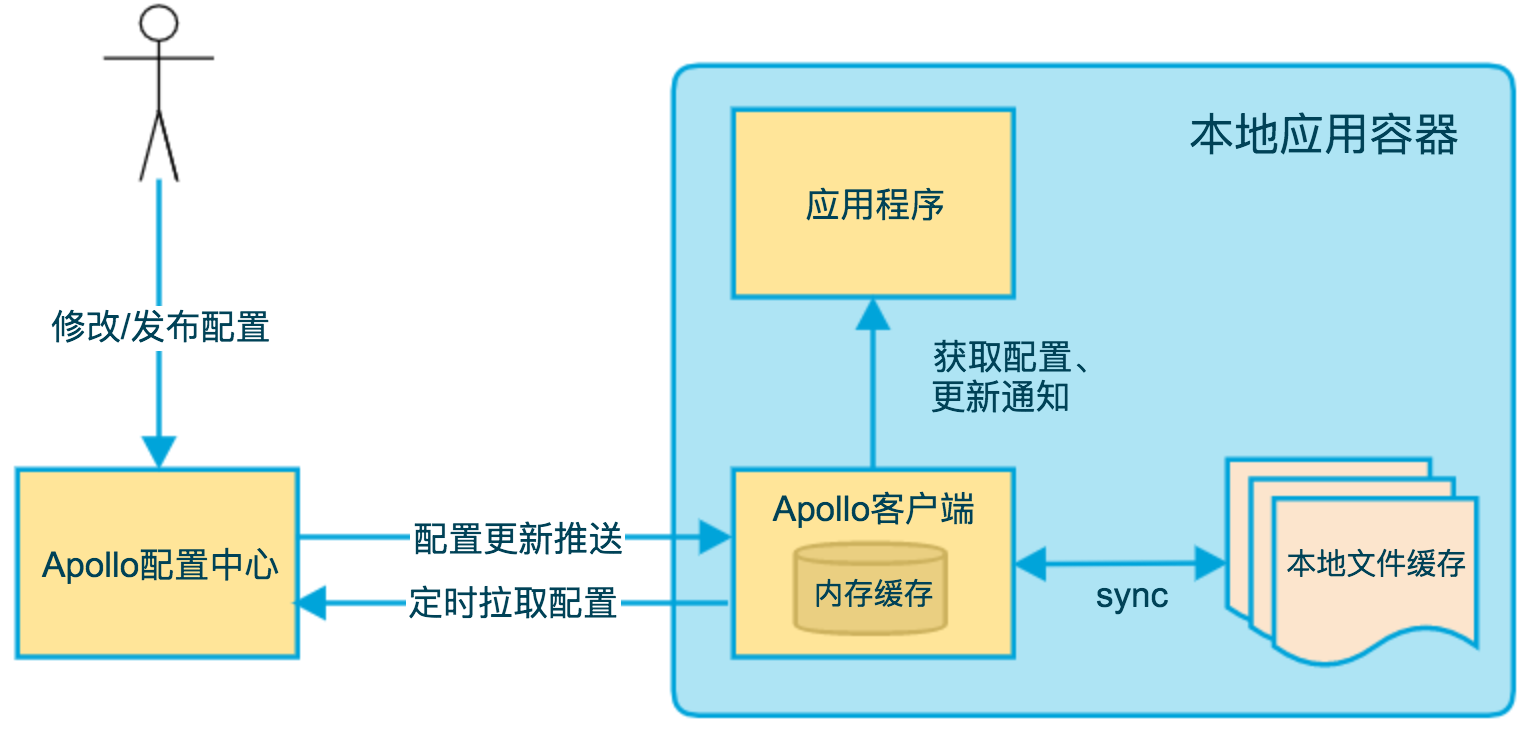 本地应用容器
应用程序
修改/发布配置
获取配置、
更新通知
Apollo配置中心
配置更新推送
定时拉取配置
Apollo客户端
内存缓存
sync
本地文件缓存